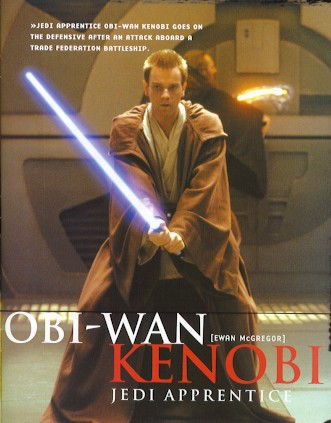 »JEDI APPRENTICE OBI-WAN KENOBI GOES ON
THE DEFENSIVE AFTER AN ATTACK ABOARD A
TRADE FEDERATION BATTLESHIP.
OBI-WAN [EWAN McGREGOR]
KENOBI
JEDI APPRENTICE